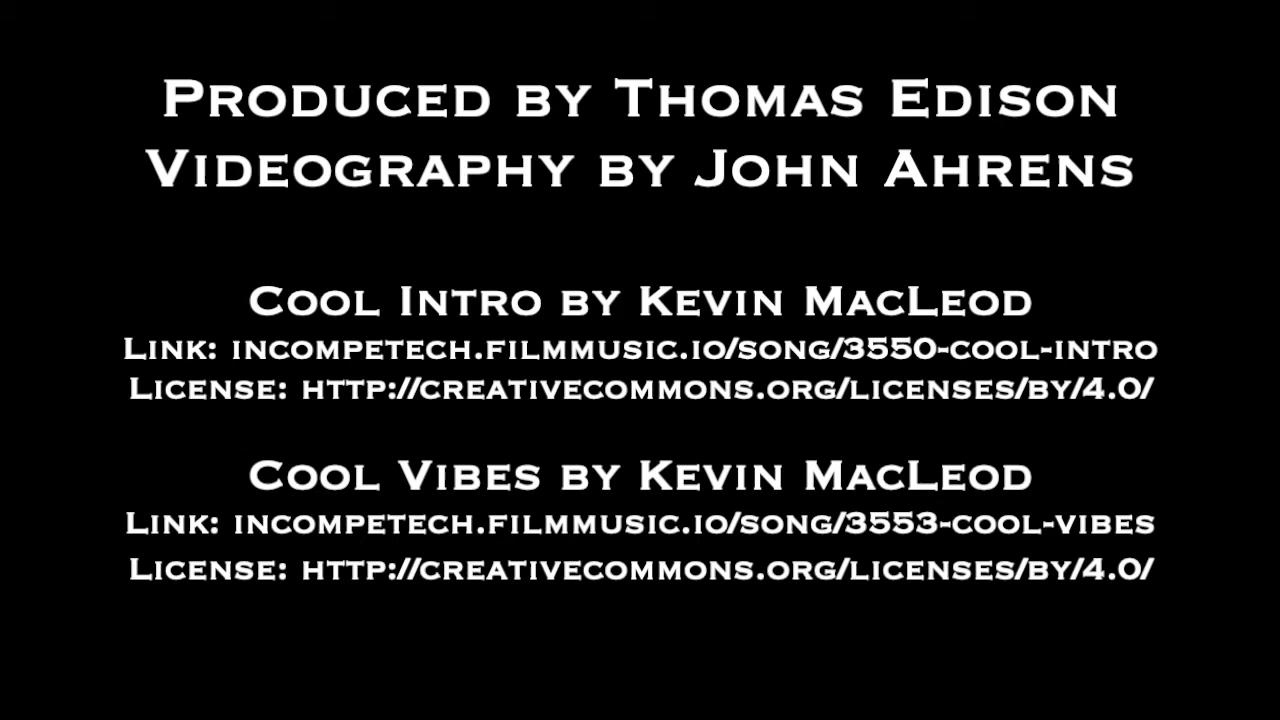 Produced by Thomas Edison
Videography by John Ahrens
Cool Intro by Kevin MacLeod
Link: incompetech.filmmusic.io/song/3550-cool-intro
License: http://creativecommons.org/licenses/by/4.0/
Cool Vibes by Kevin MacLeod
Link: incompetech.filmmusic.io/song/3553-cool-vibes
License: http://creativecommons.org/licenses/by/4.0/